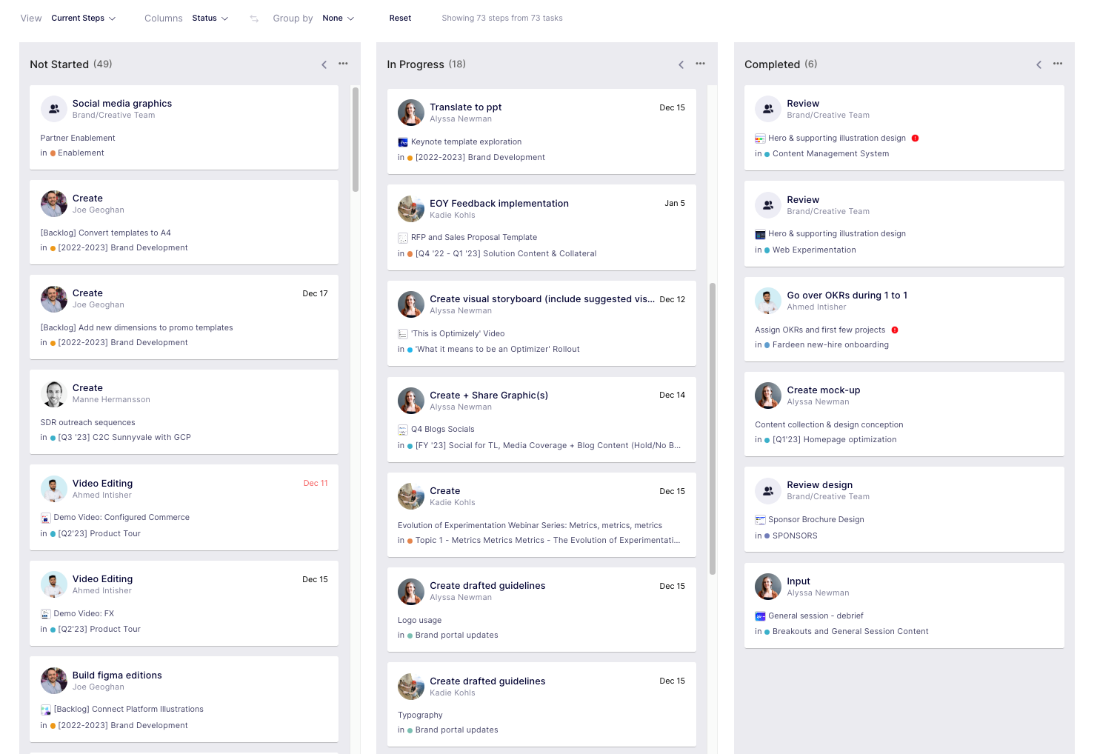 View Current Steps Columns Status Group by None Reset Showing 73 steps from 73 tasks
Not Started (49)
Social media graphics
Brand/Creative Team
Partner Enablement
in Enablement
Create
Joe Geoghan
[Backlog] Convert templates to A4
in [2022-2023] Brand Development
Create Dec 17
Joe Geoghan
[Backlog] Add new dimensions to promo templates
in [2022-2023] Brand Development
Create
Manne Hermansson
SDR outreach sequences
in [Q3 '23] C2C Sunnyvale with GCP
Video Editing Dec 11
Ahmed Intisher
Demo Video: Configured Commerce
in [Q2'23] Product Tour
Video Editing Dec 15
Ahmed Intisher
Demo Video: FX
in [Q2'23] Product Tour
Build figma editions
Joe Geoghan
[Backlog] Connect Platform Illustrations
in [2022-2023] Brand Development
In Progress (18)
Translate to ppt Dec 15
Alyssa Newman
Keynote template exploration
in [2022-2023] Brand Development
EOY Feedback implementation Jan 5
Kadie Kohls
RFP and Sales Proposal Template
in [Q4 '22 - Q1 '23] Solution Content & Collateral
Create visual storyboard (include suggested vis... Dec 12
Alyssa Newman
'This is Optimizely' Video
in 'What it means to be an Optimizer' Rollout
Create + Share Graphic(s) Dec 14
Alyssa Newman
Q4 Blogs Socials
in [FY '23] Social for TL, Media Coverage + Blog Content (Hold/No B...
Create Dec 15
Kadie Kohls
Evolution of Experimentation Webinar Series: Metrics, metrics, metrics
in Topic 1 - Metrics Metrics Metrics - The Evolution of Experimentati...
Create drafted guidelines Dec 15
Alyssa Newman
Logo usage
in Brand portal updates
Create drafted guidelines Dec 15
Kadie Kohls
Typography
in Brand portal updates
Completed (6)
Review
Brand/Creative Team
Hero & supporting illustration design
in Content Management System
Review
Brand/Creative Team
Hero & supporting illustration design
in Web Experimentation
Go over OKRs during 1 to 1
Ahmed Intisher
Assign OKRs and first few projects
in Fardeen new-hire onboarding
Create mock-up
Alyssa Newman
Content collection & design conception
in [Q1'23] Homepage optimization
Review design
Brand/Creative Team
Sponsor Brochure Design
in SPONSORS
Input
Alyssa Newman
General session - debrief
in Breakouts and General Session Content